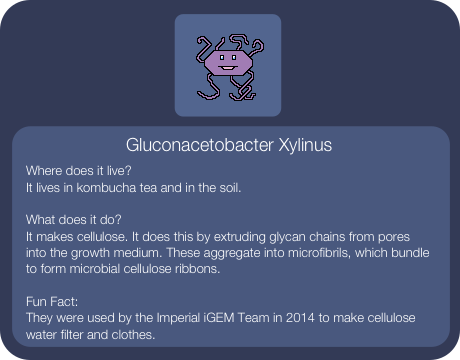 Gluconacetobacter Xylinus
Where does it live?
It lives in kombucha tea and in the soil.
What does it do?
It makes cellulose. It does this by extruding glycan chains from pores
into the growth medium. These aggregate into microfibrils, which bundle
to form microbial cellulose ribbons.
Fun Fact:
They were used by the Imperial iGEM Team in 2014 to make cellulose
water filter and clothes.